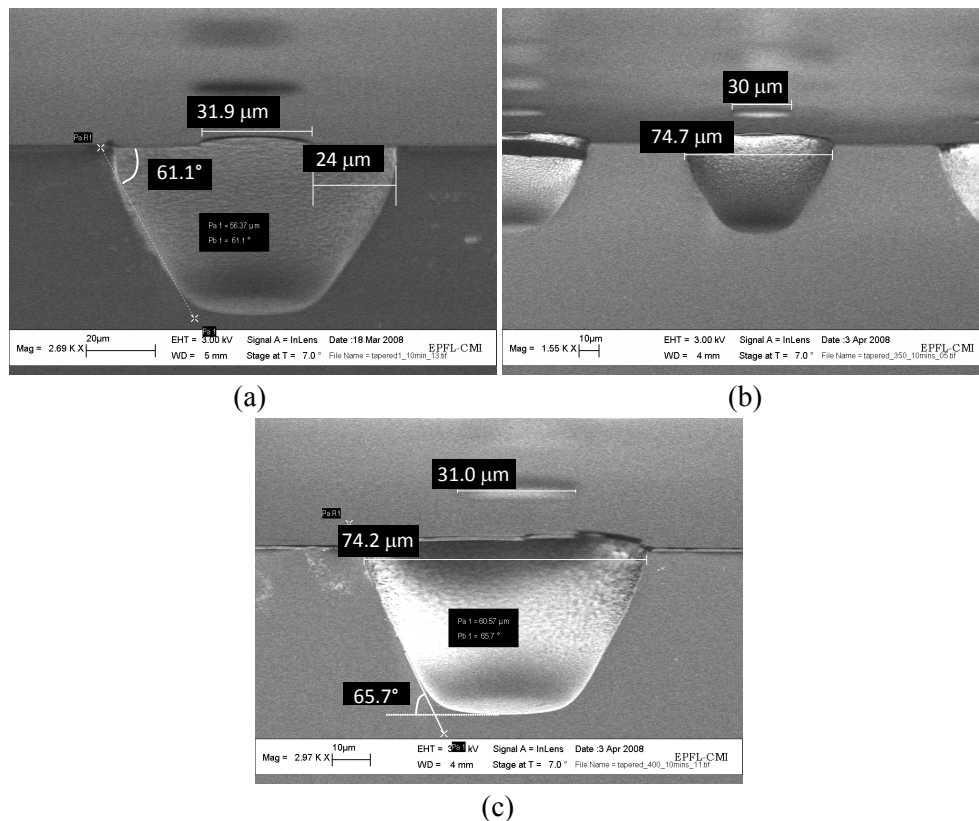 31.9 µm
Pa R1
24 µm
61.1°
Pa 1 = 56.37 µm
Pb 1 = 61.1 °
Pa 1
Mag = 2.69 K X
20µm
EHT = 3.00 kV
Signal A = InLens
Date :18 Mar 2008
EPFL-CMI
WD = 5 mm
Stage at T = 7.0 °
File Name = tapered1_10min_13.tif
(a)
30 µm
74.7 µm
Mag = 1.55 K X
10µm
EHT = 3.00 kV
Signal A = InLens
Date :3 Apr 2008
EPFL-CMI
WD = 4 mm
Stage at T = 7.0 °
File Name = tapered_350_10mins_05.tif
(b)
31.0 µm
Pa R1
74.2 µm
Pa 1 = 60.57 µm
Pb 1 = 65.7 °
65.7°
Pa 1
Mag = 2.97 K X
10µm
EHT = kV
Signal A = InLens
Date :3 Apr 2008
EPFL-CMI
WD = 4 mm
Stage at T = 7.0 °
File Name = tapered_400_10mins_11.tif
(c)